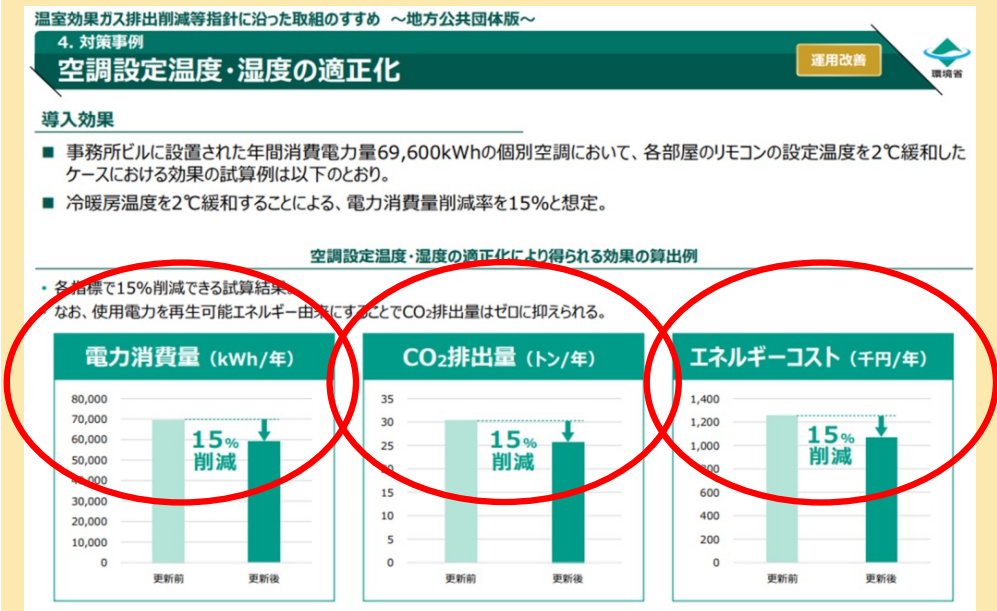 温室効果ガス排出削減等指針に沿った取組のすすめ ～地方公共団体版～
4. 対策事例
空調設定温度・湿度の適正化
運用改善
環境省
導入効果
■ 事務所ビルに設置された年間消費電力量69,600kWhの個別空調において、各部屋のリモコンの設定温度を2℃緩和した
ケースにおける効果の試算例は以下のとおり。
■ 冷暖房温度を2℃緩和することによる、電力消費量削減率を15%と想定。
空調設定温度・湿度の適正化により得られる効果の算出例
・ 各指標で15%削減できる試算結果
なお、使用電力を再生可能エネルギー由来にすることでCO₂排出量はゼロに抑えられる。
電力消費量（kWh/年）
80,000
70,000
60,000
50,000
40,000
30,000
20,000
10,000
0
15%
削減
更新前 更新後
CO₂排出量（トン/年）
35
30
25
20
15
10
5
0
15%
削減
更新前 更新後
エネルギーコスト（千円/年）
1,400
1,200
1,000
800
600
400
200
0
15%
削減
更新前 更新後